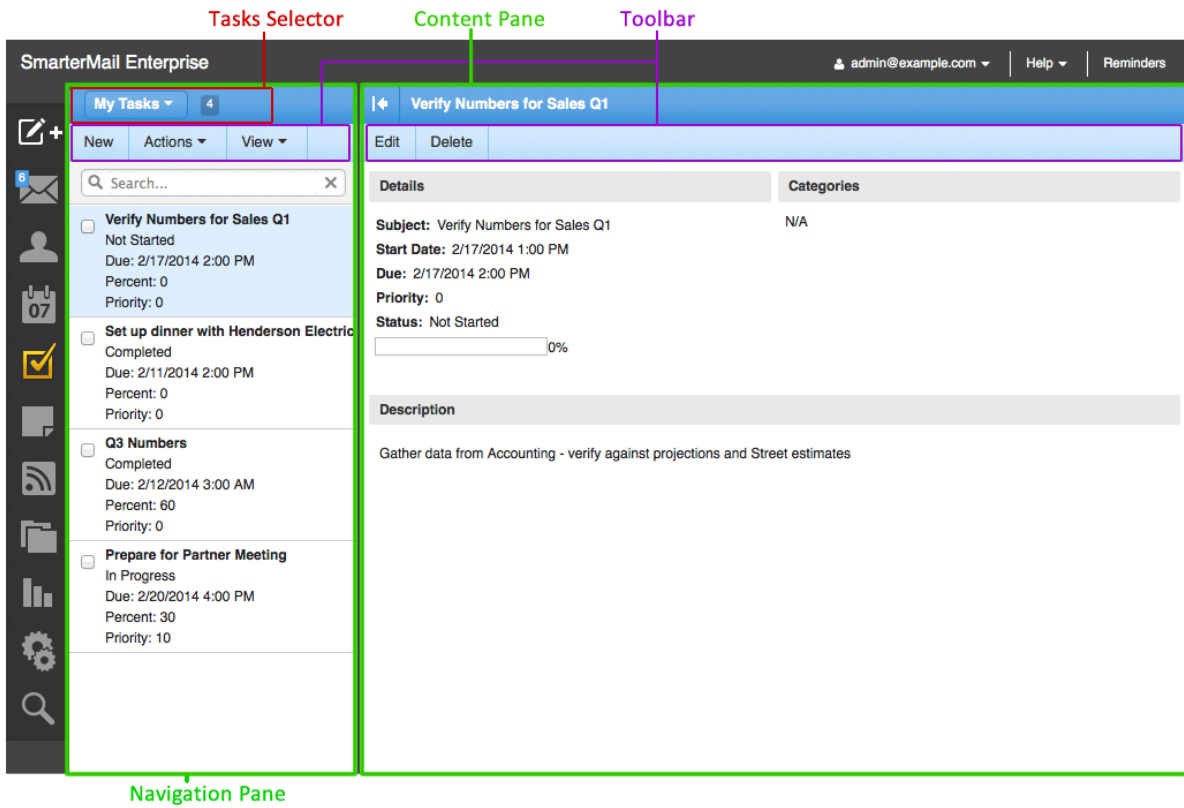 Tasks Selector
Content Pane
Toolbar
SmarterMail Enterprise
admin@example.com
Help
Reminders
My Tasks
4
Verify Numbers for Sales Q1
New
Actions
View
Edit
Delete
6
07
Search...
Verify Numbers for Sales Q1
Not Started
Due: 2/17/2014 2:00 PM
Percent: 0
Priority: 0
Set up dinner with Henderson Electric
Completed
Due: 2/11/2014 2:00 PM
Percent: 0
Priority: 0
Q3 Numbers
Completed
Due: 2/12/2014 3:00 AM
Percent: 60
Priority: 0
Prepare for Partner Meeting
In Progress
Due: 2/20/2014 4:00 PM
Percent: 30
Priority: 10
Details
Subject: Verify Numbers for Sales Q1
Start Date: 2/17/2014 1:00 PM
Due: 2/17/2014 2:00 PM
Priority: 0
Status: Not Started
0%
Categories
N/A
Description
Gather data from Accounting - verify against projections and Street estimates
Navigation Pane